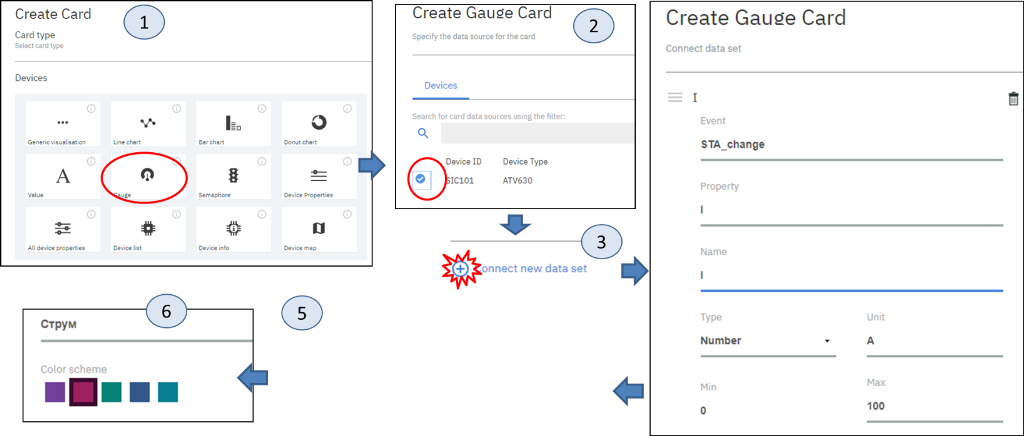 Create Card
1
Card type
Select card type
Devices
Generic visualisation
Line chart
Bar chart
Donut chart
Value
Gauge
Semaphore
Device Properties
All device properties
Device list
Device info
Device map
Create Gauge Card
2
Specify the data source for the card
Devices
Search for card data sources using the filter:
Device ID Device Type
SIC101 ATV630
3
Connect new data set
Create Gauge Card
Connect data set
I
Event
STA_change
Property
I
Name
I
Type Unit
Number A
Min Max
0 100
5
6
Струм
Color scheme